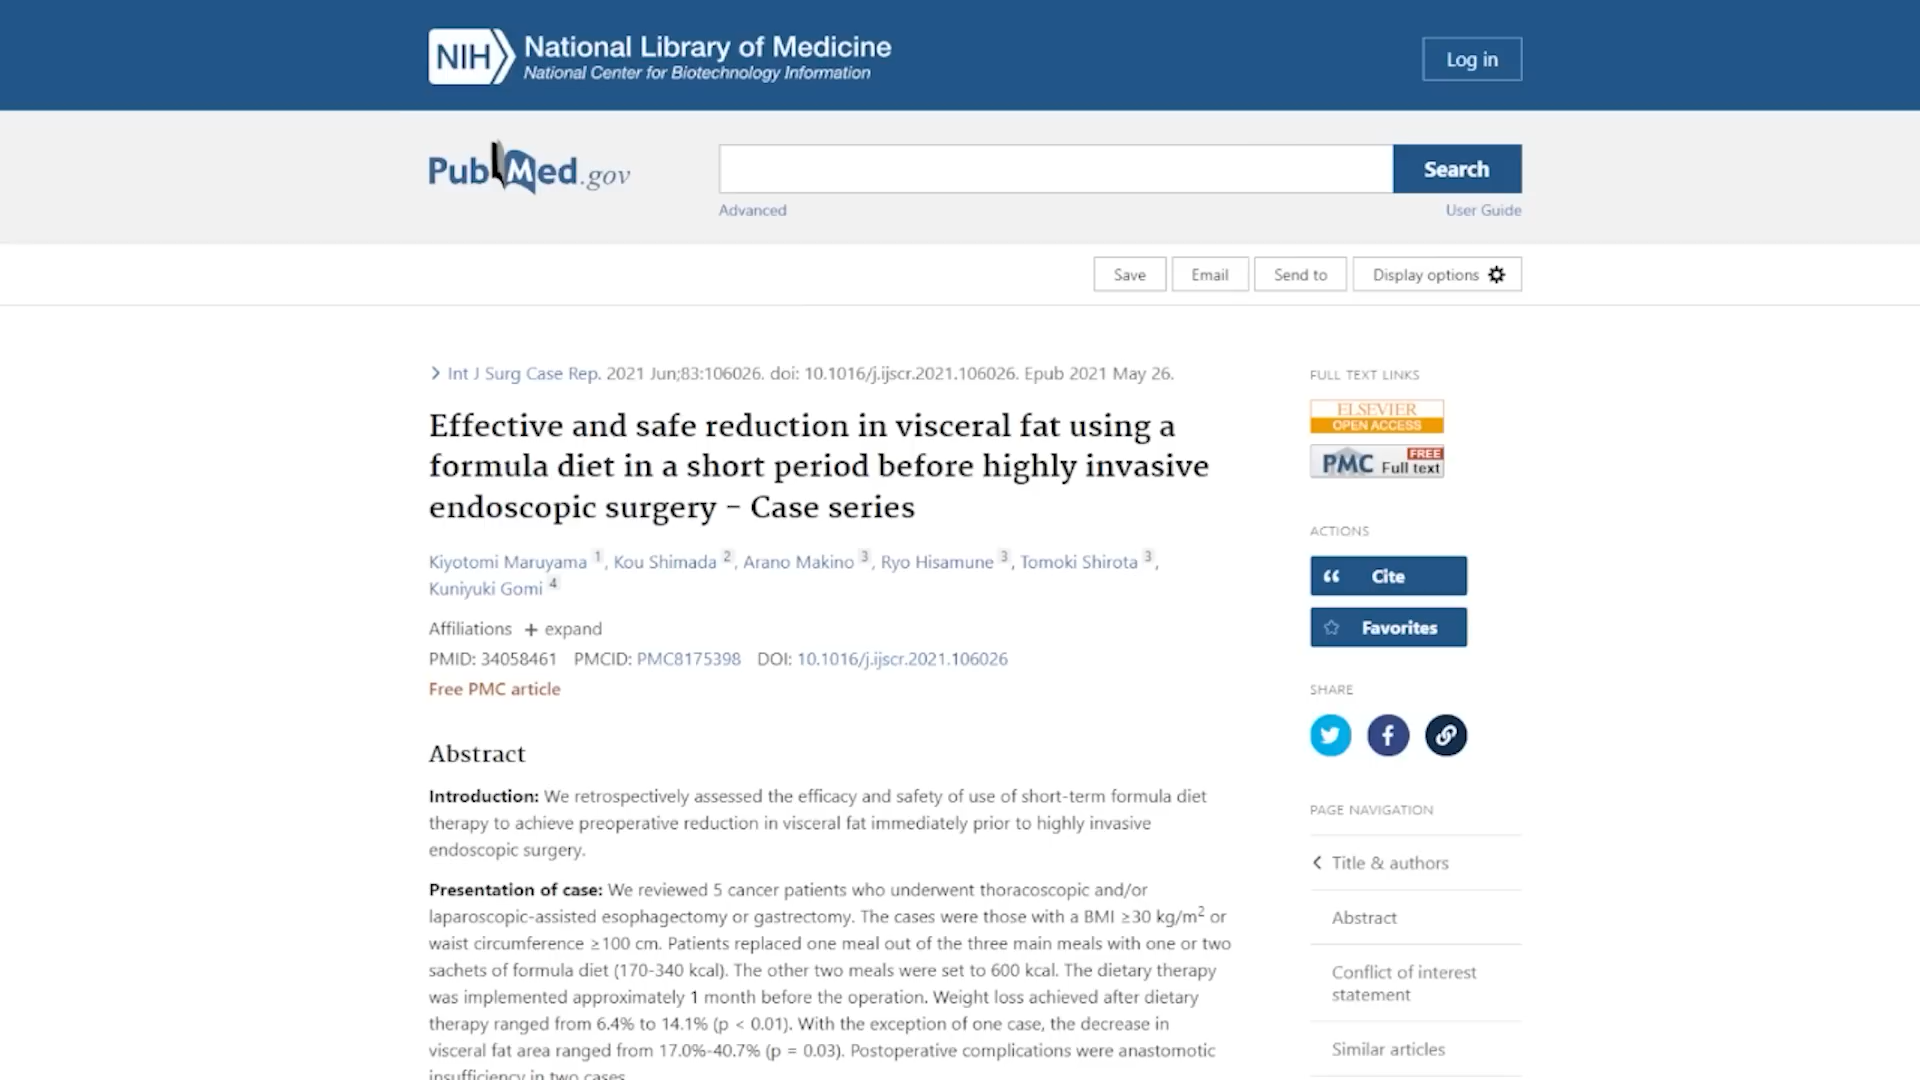 NIH National Library of Medicine
National Center for Biotechnology Information
Log in
PubMed.gov
Search
Advanced
User Guide
Save
Email
Send to
Display options
Int J Surg Case Rep. 2021 Jun;83:106026. doi: 10.1016/j.ijscr.2021.106026. Epub 2021 May 26.
Effective and safe reduction in visceral fat using a
formula diet in a short period before highly invasive
endoscopic surgery - Case series
Kiyotomi Maruyama 1, Kou Shimada 2, Arano Makino 3, Ryo Hisamune 3, Tomoki Shirota 3,
Kuniyuki Gomi 4
Affiliations + expand
PMID: 34058461 PMCID: PMC8175398 DOI: 10.1016/j.ijscr.2021.106026
Free PMC article
Abstract
Introduction: We retrospectively assessed the efficacy and safety of use of short-term formula diet
therapy to achieve preoperative reduction in visceral fat immediately prior to highly invasive
endoscopic surgery.
Presentation of case: We reviewed 5 cancer patients who underwent thoracoscopic and/or
laparoscopic-assisted esophagectomy or gastrectomy. The cases were those with a BMI ≥30 kg/m2 or
waist circumference ≥100 cm. Patients replaced one meal out of the three main meals with one or two
sachets of formula diet (170-340 kcal). The other two meals were set to 600 kcal. The dietary therapy
was implemented approximately 1 month before the operation. Weight loss achieved after dietary
therapy ranged from 6.4% to 14.1% (p < 0.01). With the exception of one case, the decrease in
visceral fat area ranged from 17.0%-40.7% (p = 0.03). Postoperative complications were anastomotic
insufficiency in two cases.
FULL TEXT LINKS
ELSEVIER
OPEN ACCESS
PMC FREE Full text
ACTIONS
Cite
Favorites
SHARE
PAGE NAVIGATION
Title & authors
Abstract
Conflict of interest
statement
Similar articles